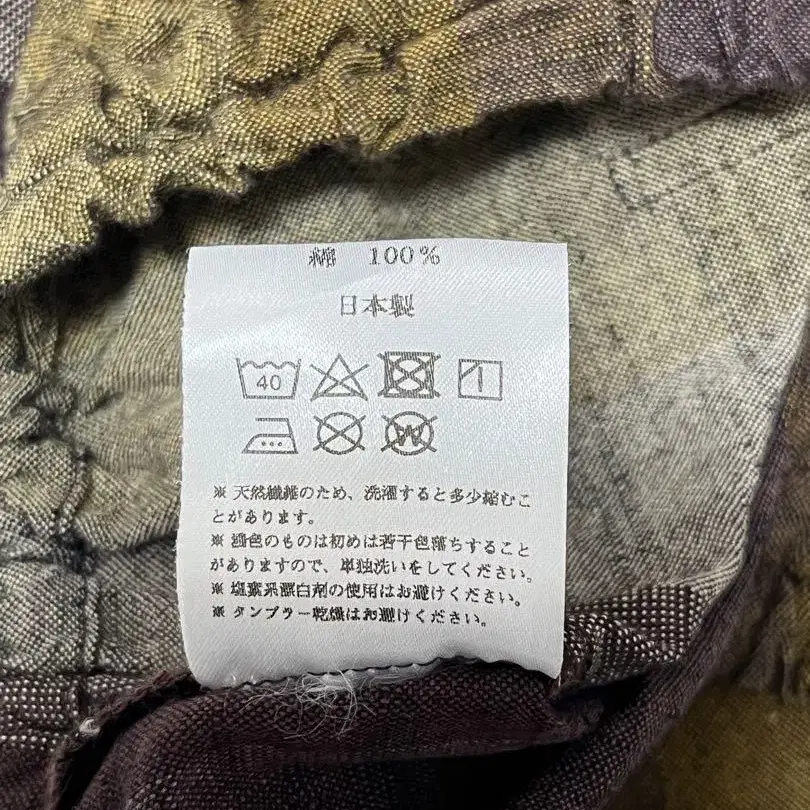 綿 100%
日本製
40
W
※ 天然繊維のため、洗濯すると多少縮むこ
とがあります。
※ 濃色のものは初めは若干色落ちすること
がありますので、単独洗いをしてください。
※ 塩素系漂白剤の使用はお避けください。
※ タンブラー乾燥はお避けください。